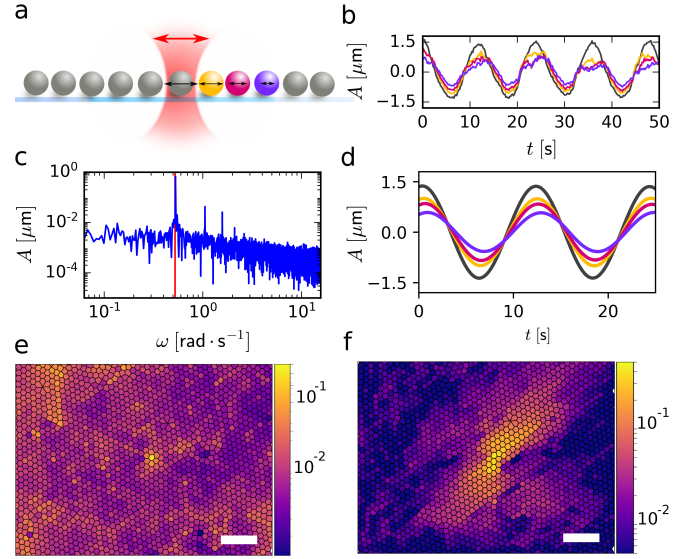 a
b
1.5
0.0
−1.5
A [μm]
0 10 20 30 40 50
t [s]
c
10^0
10^-2
10^-4
A [μm]
10^-1 10^0 10^1
ω [rad · s^-1]
d
1.5
0.0
−1.5
A [μm]
0 10 20
t [s]
e
10^-1
10^-2
f
10^-1
10^-2